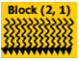 Block (2, 1)